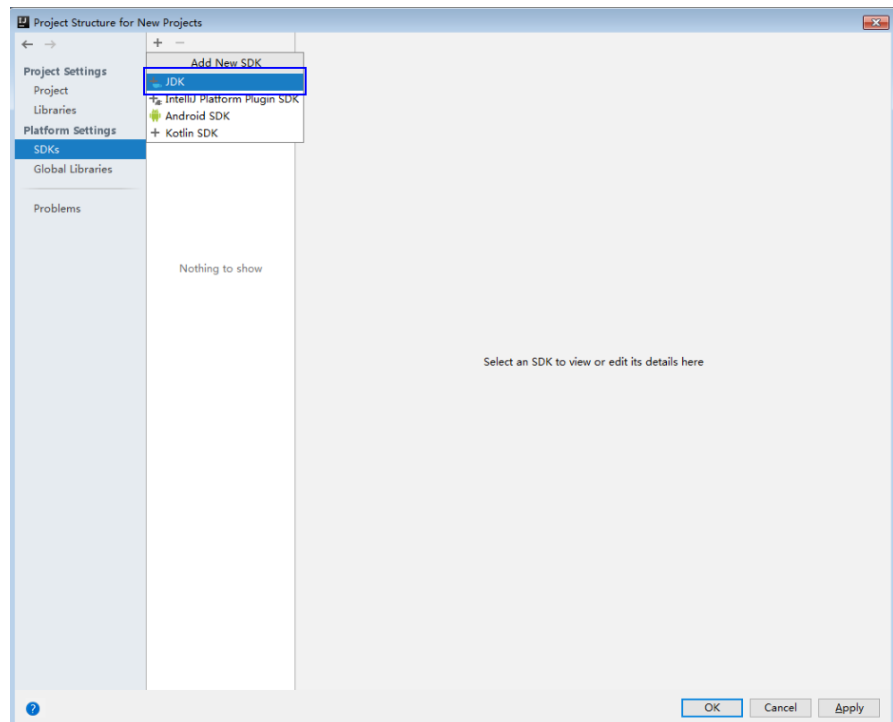 Project Structure for New Projects
Project Settings
Project
Libraries
Platform Settings
SDKs
Global Libraries
Problems
Add New SDK
JDK
IntelliJ Platform Plugin SDK
Android SDK
Kotlin SDK
Nothing to show
Select an SDK to view or edit its details here
?
OK
Cancel
Apply